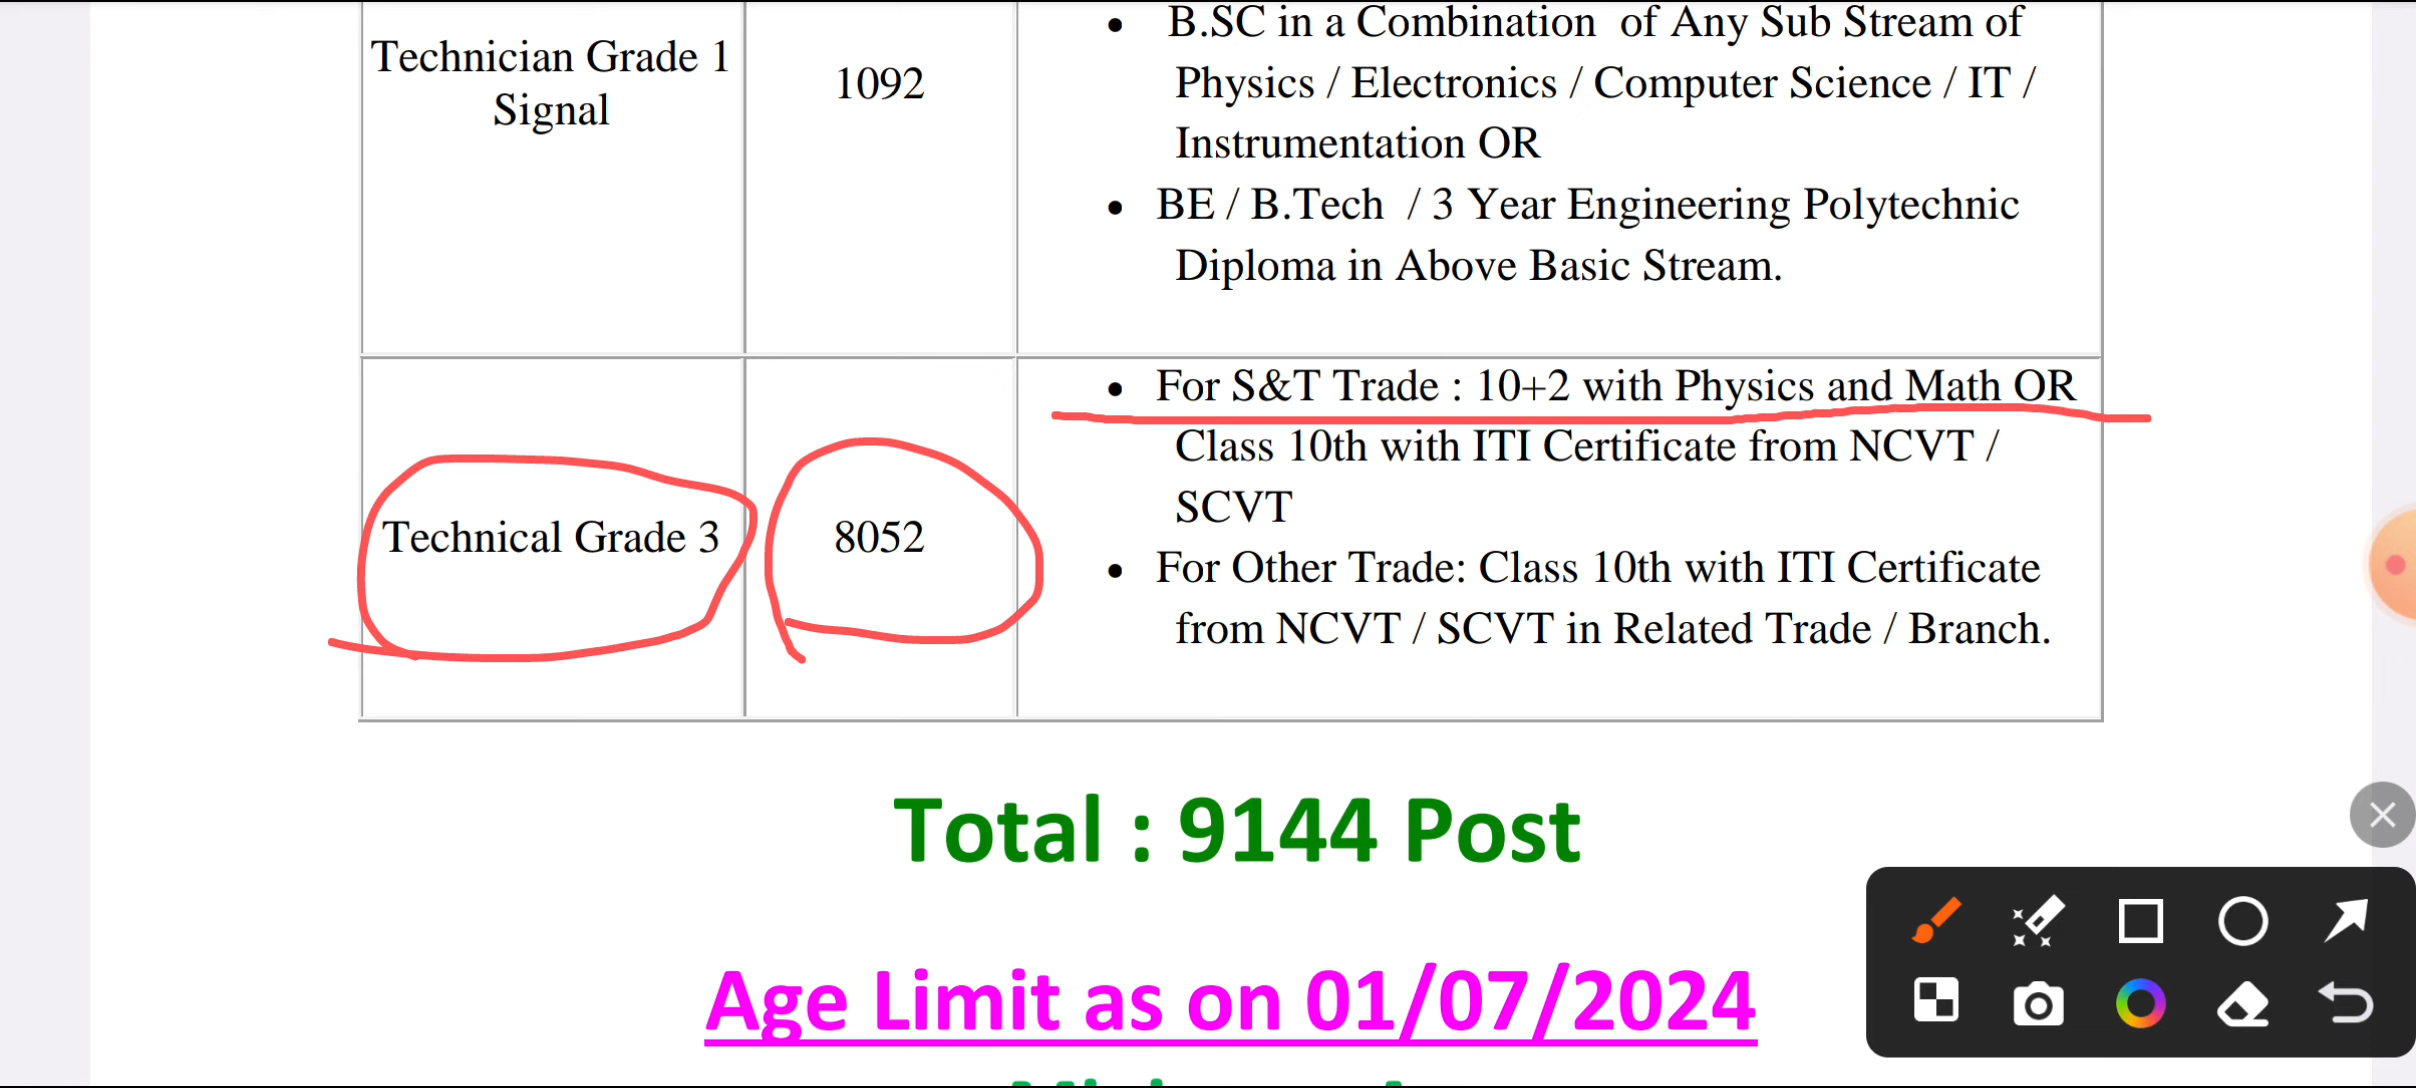 Technician Grade 1
Signal
1092
• B.SC in a Combination of Any Sub Stream of
Physics / Electronics / Computer Science / IT /
Instrumentation OR
• BE / B.Tech / 3 Year Engineering Polytechnic
Diploma in Above Basic Stream.
Technical Grade 3
8052
• For S&T Trade : 10+2 with Physics and Math OR
Class 10th with ITI Certificate from NCVT /
SCVT
• For Other Trade: Class 10th with ITI Certificate
from NCVT / SCVT in Related Trade / Branch.
Total : 9144 Post
Age Limit as on 01/07/2024